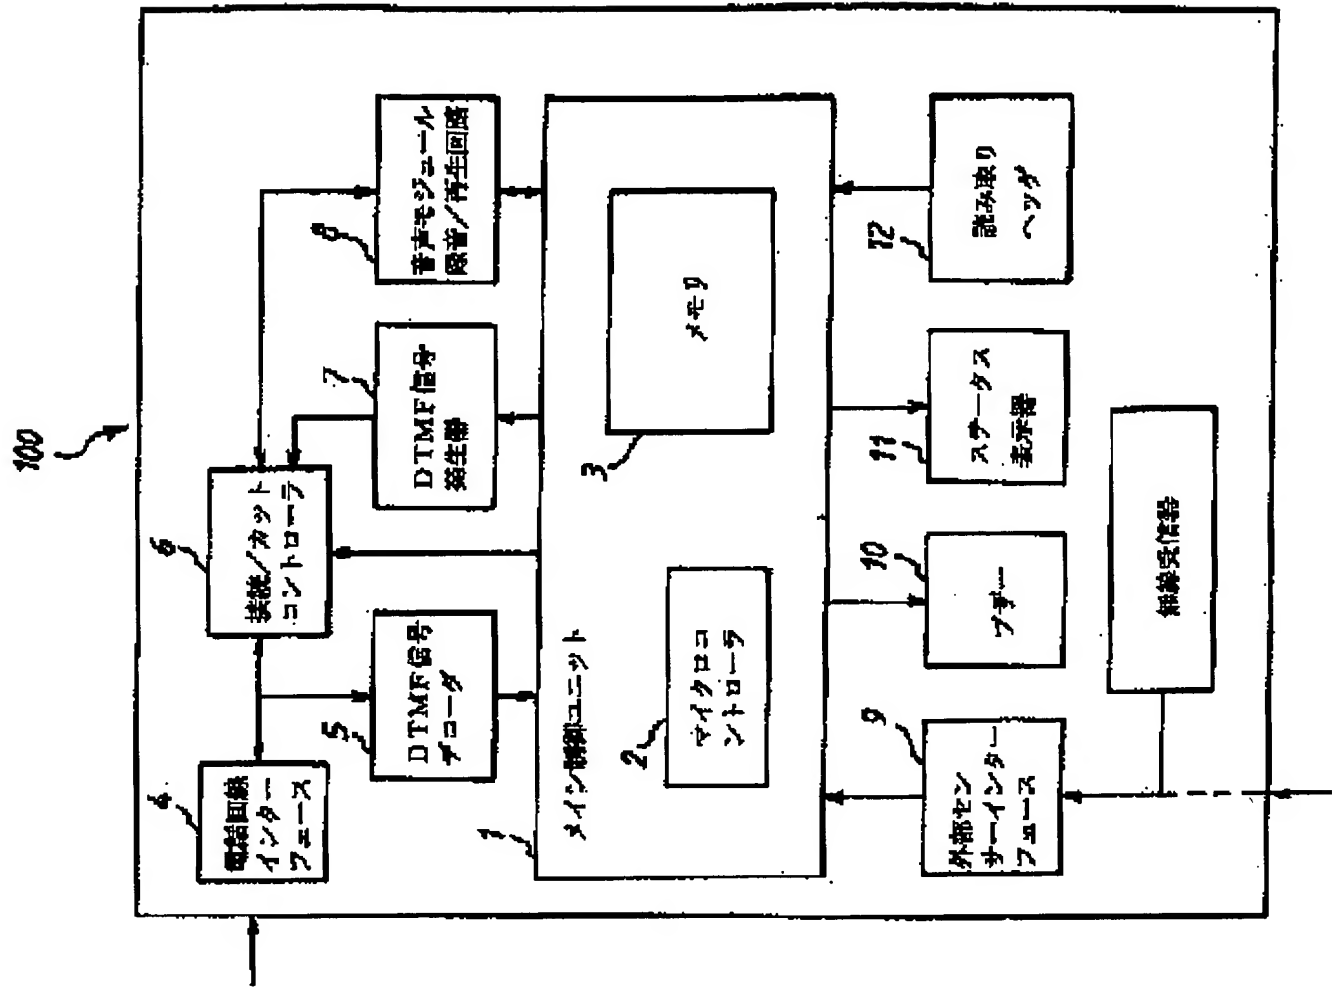 100
4
電話回線
インター
フェース
6
接続/カット
コントローラ
5
DTMF信号
デコーダ
7
DTMF信号
発生器
8
音声モジュール
録音/再生回路
1
メイン制御ユニット
2
マイクロコ
ントローラ
3
メモリ
9
外部セン
サーインター
フェース
10
ブザー
11
ステータス
表示器
12
読み取り
ヘッダ
無線受信器